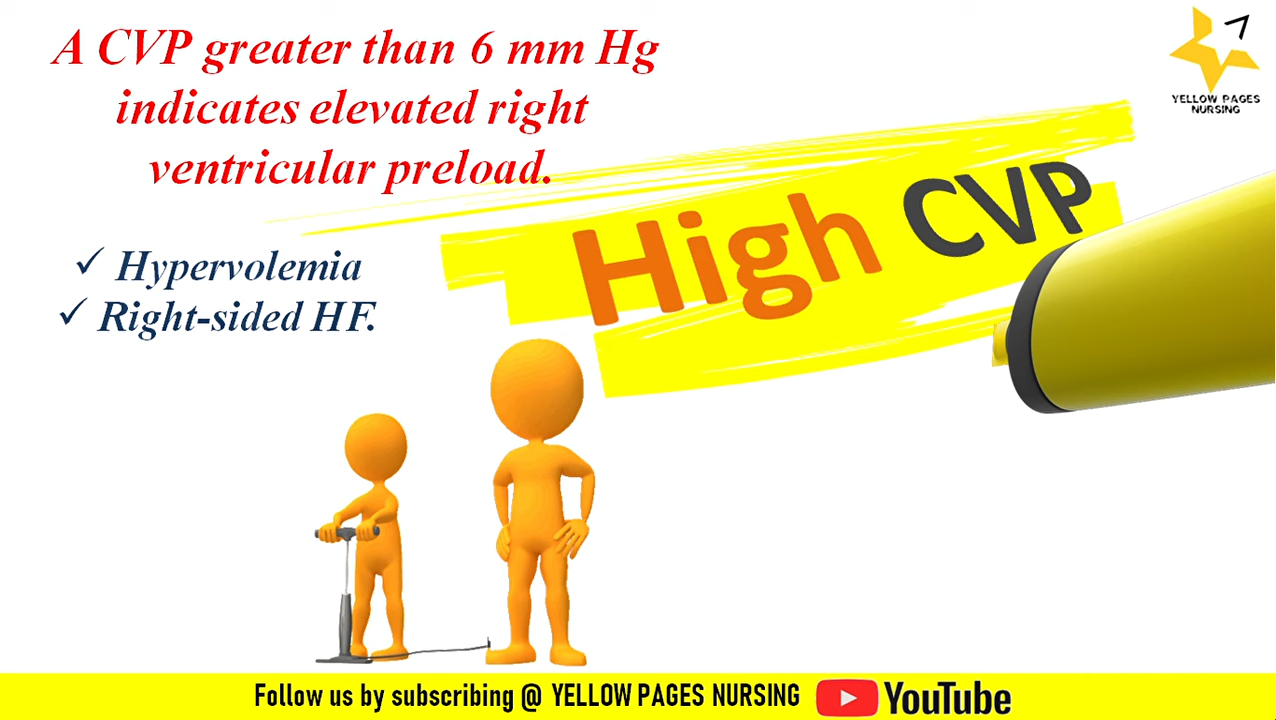 A CVP greater than 6 mm Hg
indicates elevated right
ventricular preload.
YELLOW PAGES
NURSING
High CVP
✓ Hypervolemia
✓ Right-sided HF.
Follow us by subscribing @ YELLOW PAGES NURSING YouTube